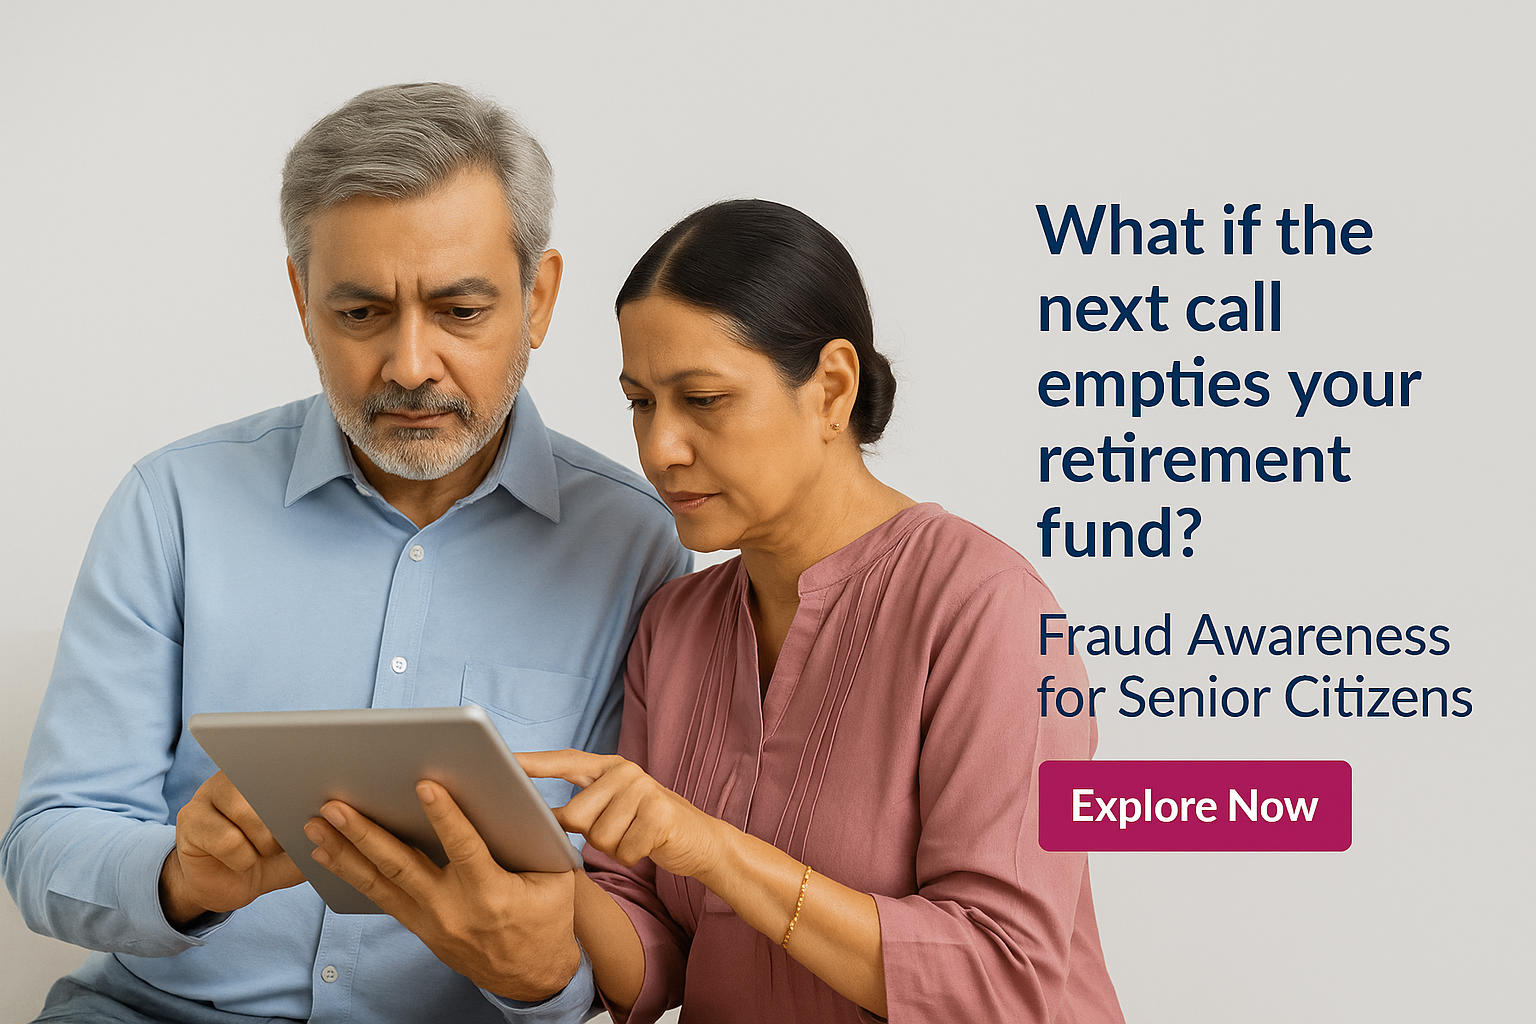 What if the
next call
empties your
retirement
fund?
Fraud Awareness
for Senior Citizens
Explore Now